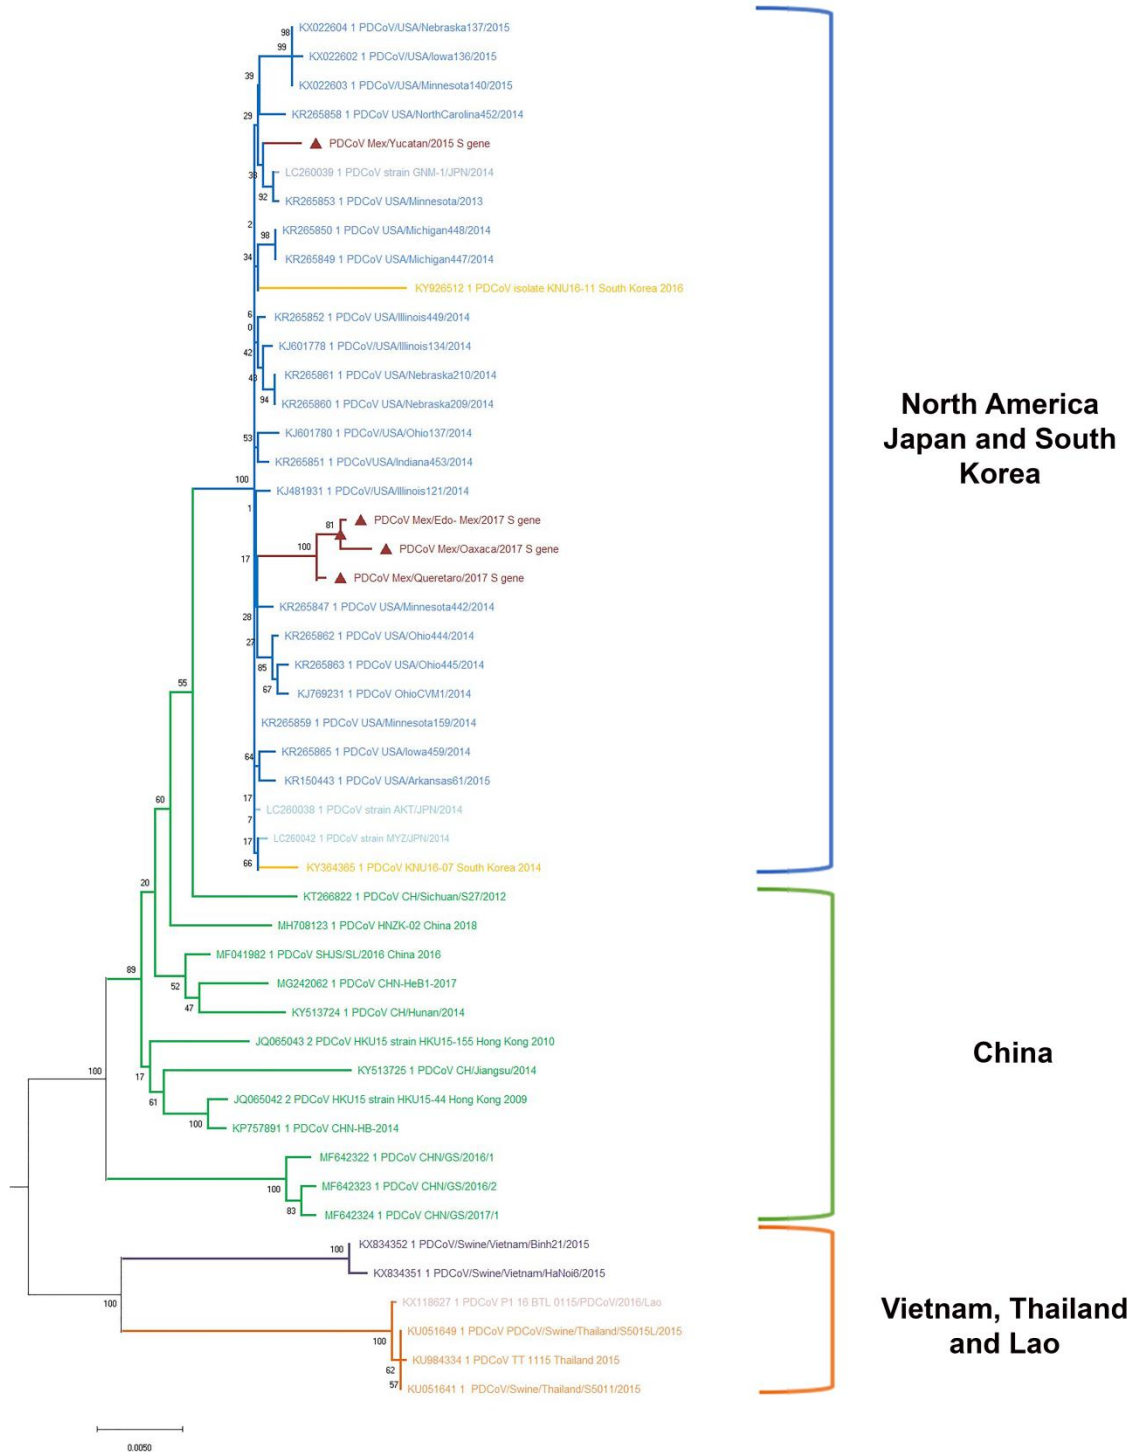 98
KX022604 1 PDCoV/USA/Nebraska137/2015
99
KX022602 1 PDCoV/USA/Iowa136/2015
39
KX022603 1 PDCoV/USA/Minnesota140/2015
29
KR265858 1 PDCoV USA/NorthCarolina452/2014
PDCoV Mex/Yucatan/2015 S gene
38
LC260039 1 PDCoV strain GNM-1/JPN/2014
92
KR265853 1 PDCoV USA/Minnesota/2013
2
98
KR265850 1 PDCoV USA/Michigan448/2014
34
KR265849 1 PDCoV USA/Michigan447/2014
KY926512 1 PDCoV isolate KNU16-11 South Korea 2016
6
KR265852 1 PDCoV USA/Illinois449/2014
0
42
KJ601778 1 PDCoV/USA/Illinois134/2014
43
KR265861 1 PDCoV USA/Nebraska210/2014
94
KR265860 1 PDCoV USA/Nebraska209/2014
53
KJ601780 1 PDCoV/USA/Ohio137/2014
KR265851 1 PDCoVUSA/Indiana453/2014
100
KJ481931 1 PDCoV/USA/Illinois121/2014
1
81
PDCoV Mex/Edo- Mex/2017 S gene
100
PDCoV Mex/Oaxaca/2017 S gene
17
PDCoV Mex/Queretaro/2017 S gene
28
KR265847 1 PDCoV USA/Minnesota442/2014
27
KR265862 1 PDCoV USA/Ohio444/2014
85
KR265863 1 PDCoV USA/Ohio445/2014
67
KJ769231 1 PDCoV OhioCVM1/2014
KR265859 1 PDCoV USA/Minnesota159/2014
64
KR265865 1 PDCoV USA/Iowa459/2014
KR150443 1 PDCoV USA/Arkansas61/2015
17
LC260038 1 PDCoV strain AKT/JPN/2014
7
17
LC260042 1 PDCoV strain MYZ/JPN/2014
66
KY364365 1 PDCoV KNU16-07 South Korea 2014
North America
Japan and South
Korea
55
KT266822 1 PDCoV CH/Sichuan/S27/2012
60
MH708123 1 PDCoV HNZK-02 China 2018
20
MF041982 1 PDCoV SHJS/SL/2016 China 2016
89
52
MG242062 1 PDCoV CHN-HeB1-2017
47
KY513724 1 PDCoV CH/Hunan/2014
JQ065043 2 PDCoV HKU15 strain HKU15-155 Hong Kong 2010
17
KY513725 1 PDCoV CH/Jiangsu/2014
61
JQ065042 2 PDCoV HKU15 strain HKU15-44 Hong Kong 2009
100
KP757891 1 PDCoV CHN-HB-2014
100
MF642322 1 PDCoV CHN/GS/2016/1
100
MF642323 1 PDCoV CHN/GS/2016/2
83
MF642324 1 PDCoV CHN/GS/2017/1
China
100
KX834352 1 PDCoV/Swine/Vietnam/Binh21/2015
KX834351 1 PDCoV/Swine/Vietnam/HaNoi6/2015
100
KX118627 1 PDCoV P1 16 BTL 0115/PDCoV/2016/Lao
100
KU051649 1 PDCoV PDCoV/Swine/Thailand/S5015L/2015
62
KU984334 1 PDCoV TT 1115 Thailand 2015
57
KU051641 1 PDCoV/Swine/Thailand/S5011/2015
Vietnam, Thailand
and Lao
0.0050